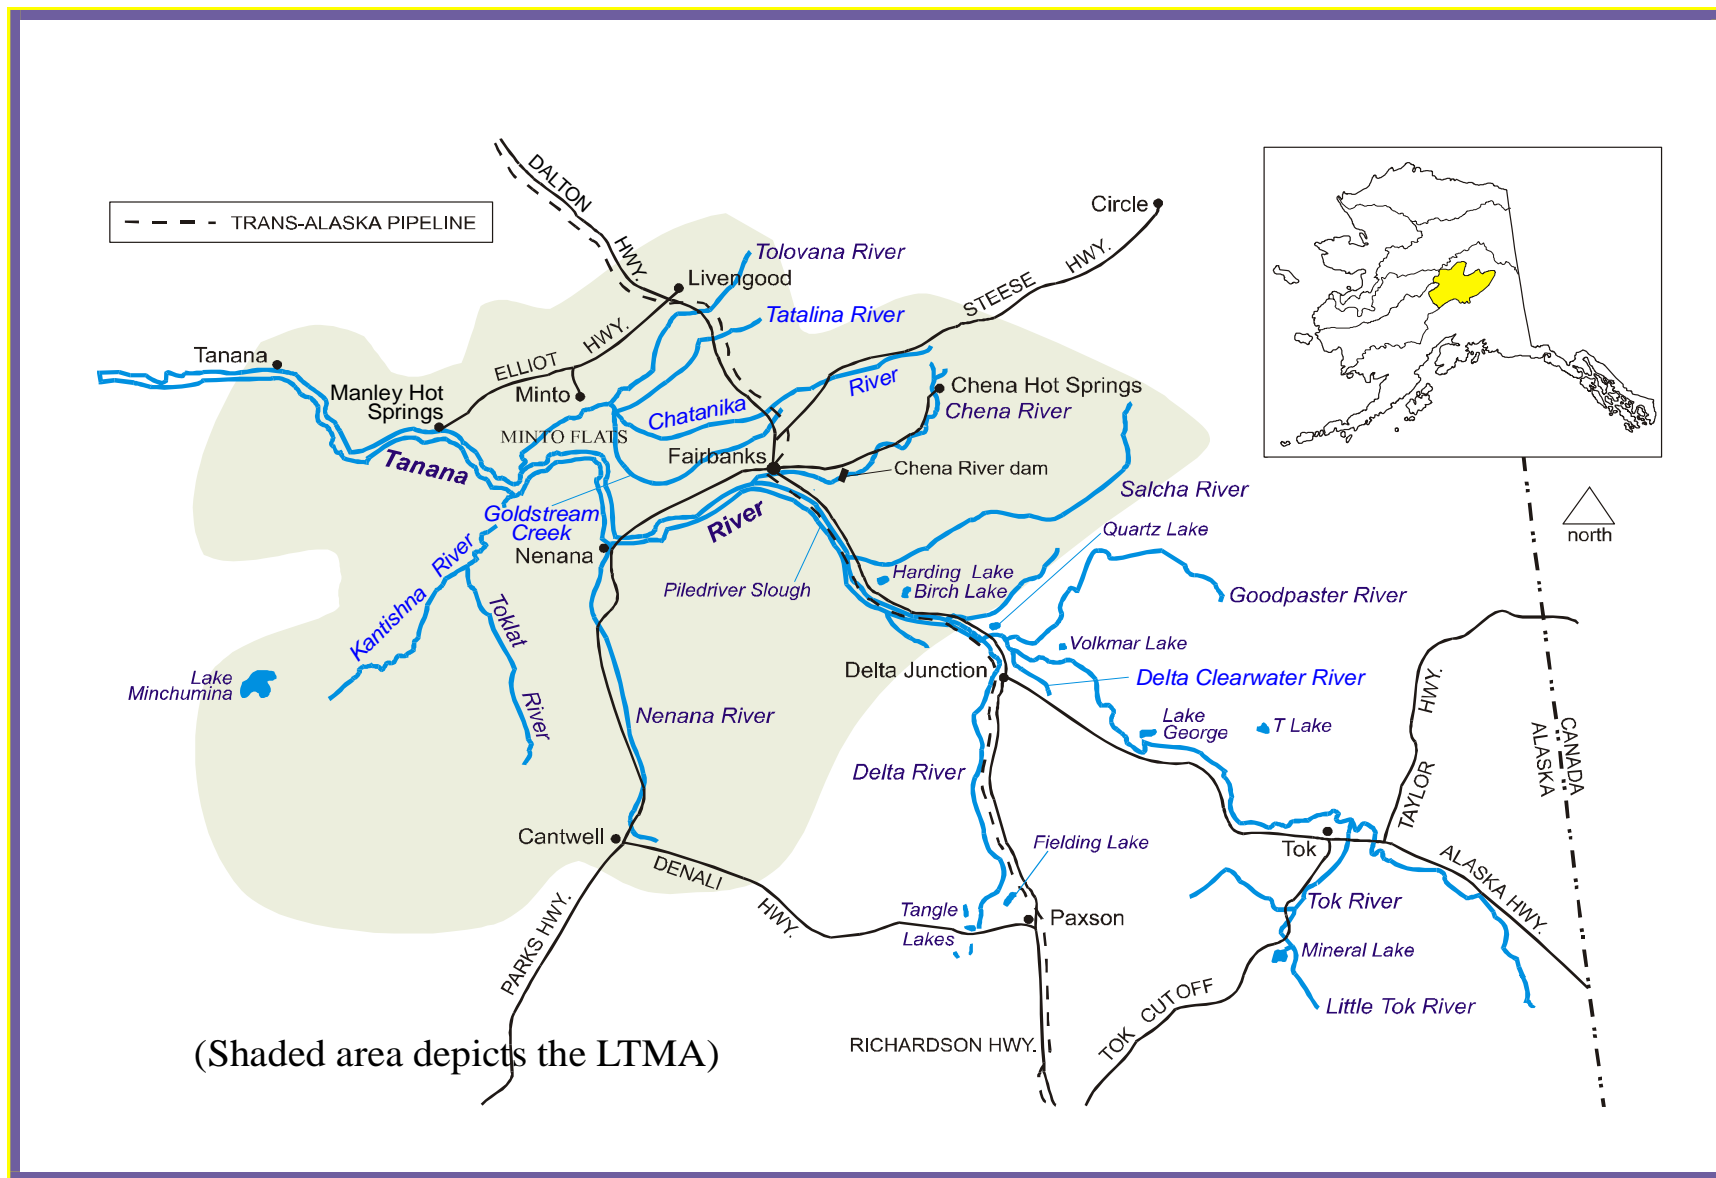 DALTON
HWY.
Circle
TRANS-ALASKA PIPELINE
Tolovana River
Livengood
STEESE
HWY.
Tatalina River
ELLIOT
HWY.
Tanana
Manley Hot
Springs
Minto
Chatanika
River
Chena Hot Springs
Chena River
MINTO FLATS
Fairbanks
Tanana
Chena River dam
Salcha River
Goldstream
Creek
River
Quartz Lake
north
Nenana
Kantishna
River
Piledriver Slough
Harding Lake
Birch Lake
Goodpaster River
Toklat
River
Volkmar Lake
Lake
Minchumina
Delta Junction
Delta Clearwater River
Nenana River
Lake
George
T Lake
TAYLOR
HWY.
CANADA
ALASKA
Delta River
Cantwell
DENALI
HWY.
Fielding Lake
Tok
ALASKA HWY.
Tangle
Lakes
Paxson
Tok River
Mineral Lake
PARKS HWY.
Little Tok River
TOK CUTOFF
RICHARDSON HWY.
(Shaded area depicts the LTMA)